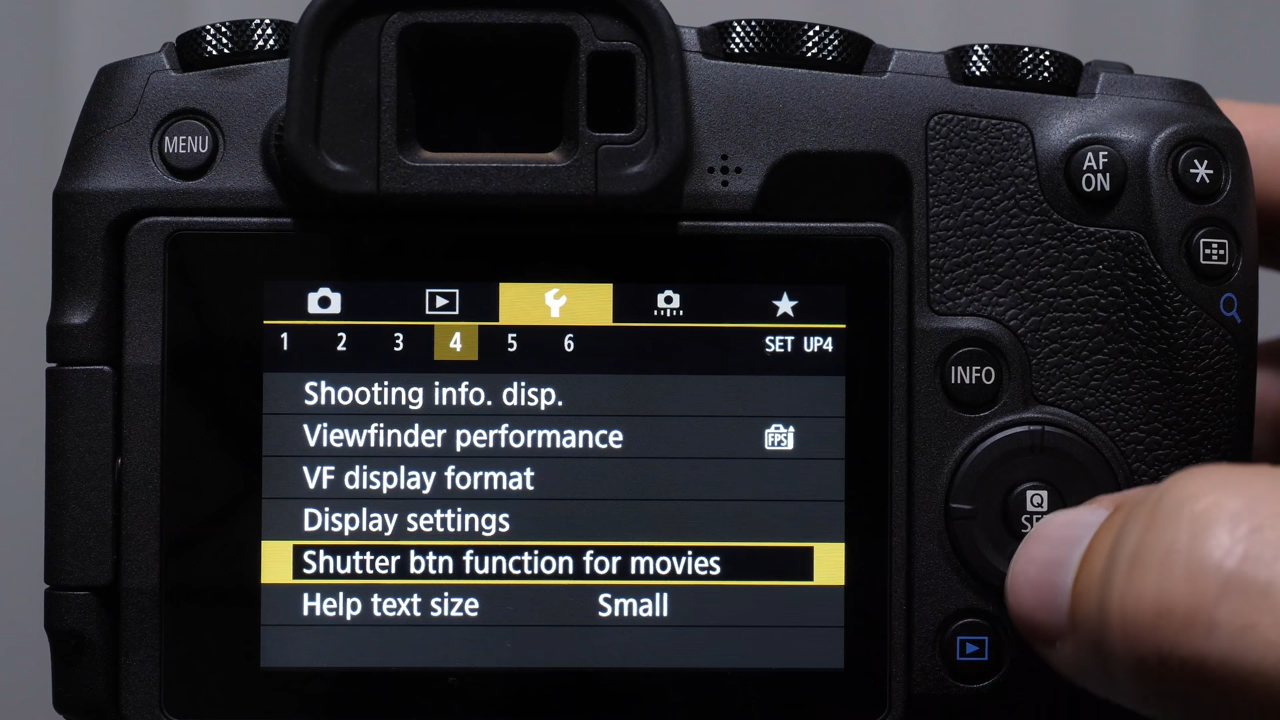 MENU
AF
ON
INFO
Q
1 2 3 4 5 6 SET UP4
Shooting info. disp.
Viewfinder performance FPS
VF display format
Display settings
Shutter btn function for movies
Help text size Small